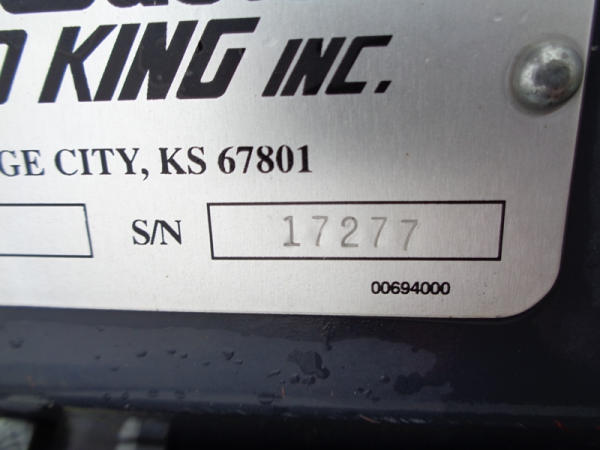 KING INC.
GE CITY, KS 67801
S/N 17277
00694000